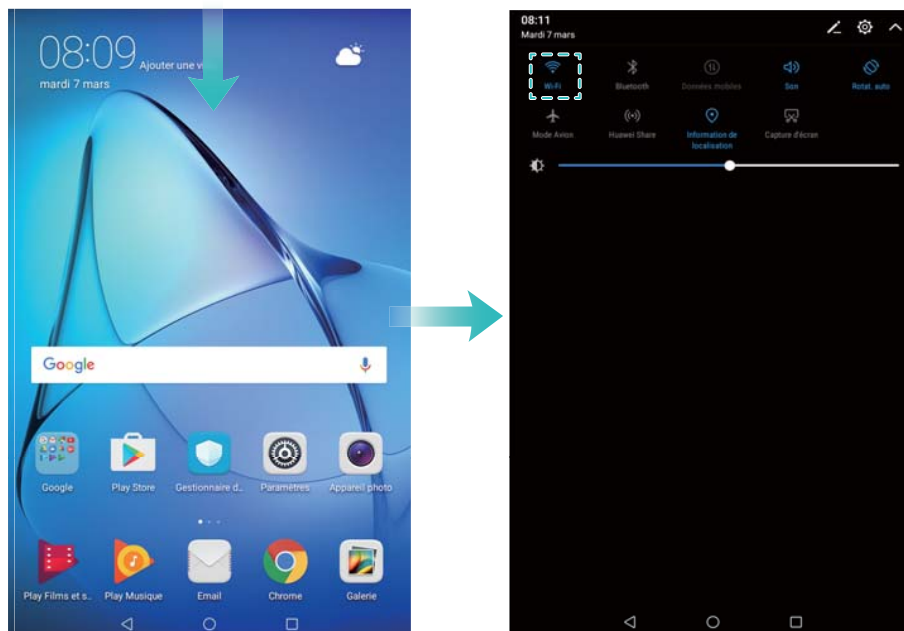 08:09
Ajouter une v
mardi 7 mars
Google
Google
Play Store
Gestionnaire d..
Paramètres
Appareil photo
Play Films et s..
Play Musique
Email
Chrome
Galerie
08:11
Mardi 7 mars
Wi-Fi
Bluetooth
Données mobiles
Son
Rotat. auto
Mode Avion
Huawei Share
Information de
localisation
Capture d'écran